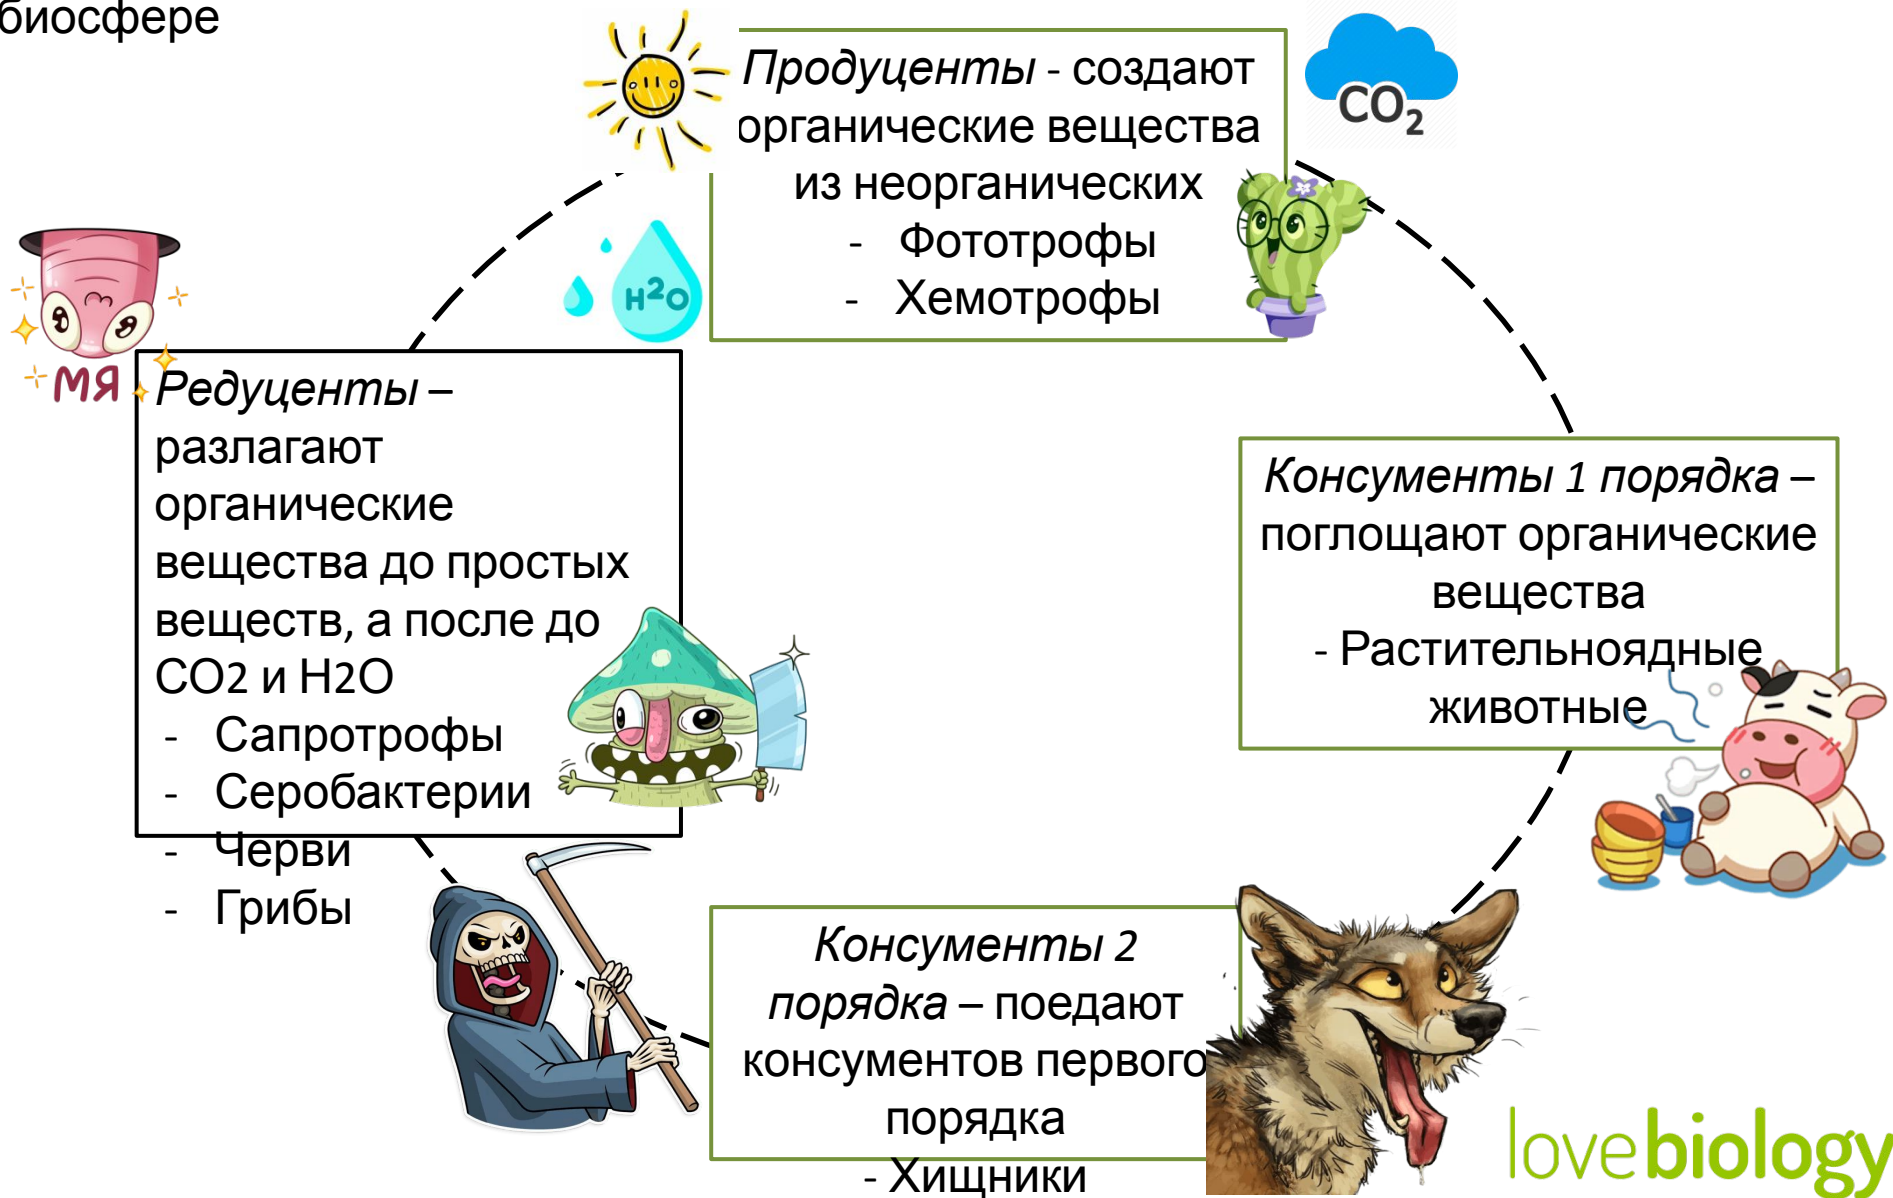 биосфере
Продуценты - создают
органические вещества
из неорганических
- Фототрофы
- Хемотрофы
CO2
H2O
МЯ
Редуценты –
разлагают
органические
вещества до простых
веществ, а после до
СО2 и Н2О
- Сапротрофы
- Серобактерии
- Черви
- Грибы
Консументы 1 порядка –
поглощают органические
вещества
- Растительноядные
животные
Консументы 2
порядка – поедают
консументов первого
порядка
- Хищники
lovebiology